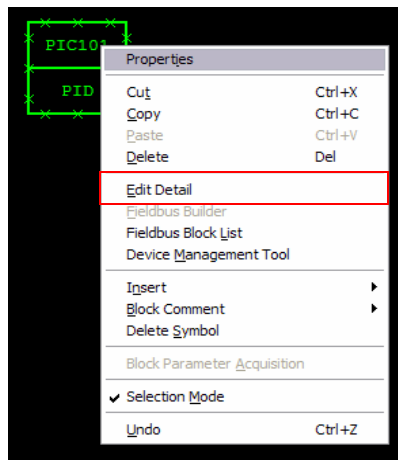 PIC101
PID
Properties
Cut Ctrl+X
Copy Ctrl+C
Paste Ctrl+V
Delete Del
Edit Detail
Fieldbus Builder
Fieldbus Block List
Device Management Tool
Insert
Block Comment
Delete Symbol
Block Parameter Acquisition
Selection Mode
Undo Ctrl+Z